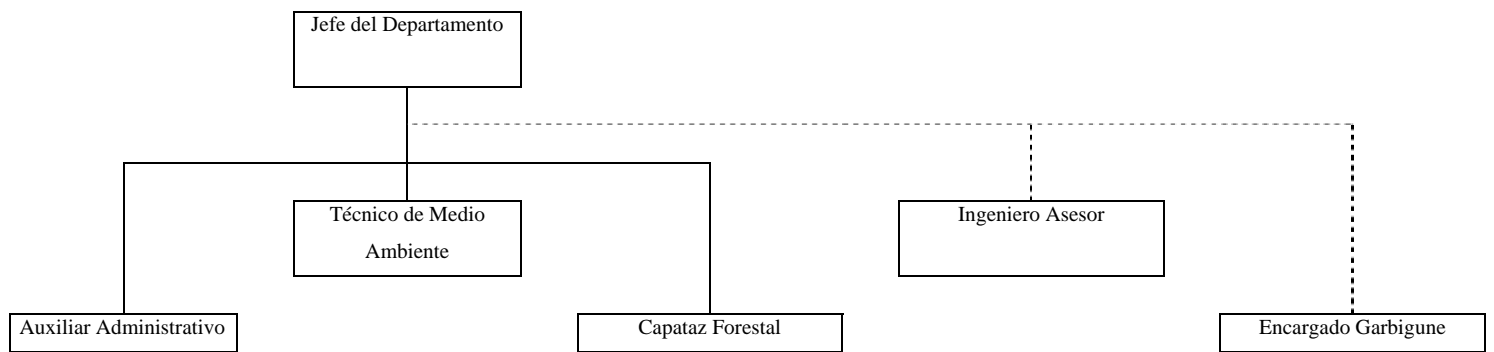 Jefe del Departamento
Técnico de Medio
Ambiente
Ingeniero Asesor
Auxiliar Administrativo
Capataz Forestal
Encargado Garbigune